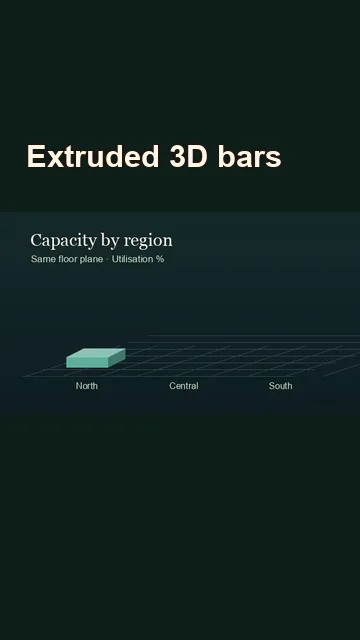 Extruded 3D bars
Capacity by region
Same floor plane · Utilisation %
North Central South